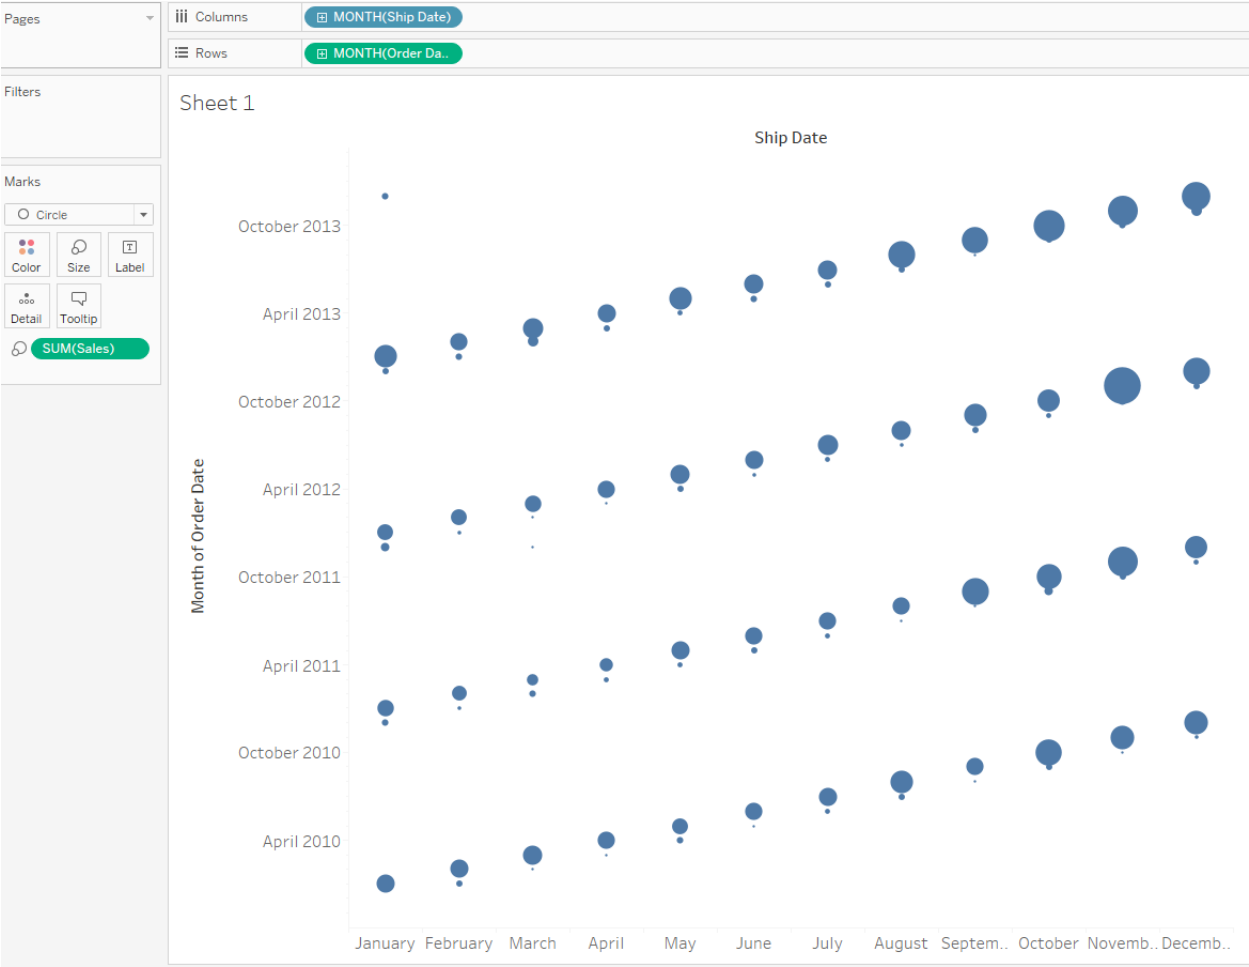 Pages
Columns
MONTH(Ship Date)
Rows
MONTH(Order Da..
Filters
Sheet 1
Ship Date
Marks
Circle
Color
Size
Label
Detail
Tooltip
SUM(Sales)
Month of Order Date
October 2013
April 2013
October 2012
April 2012
October 2011
April 2011
October 2010
April 2010
January February March April May June July August Septem.. October Novemb.. Decemb..